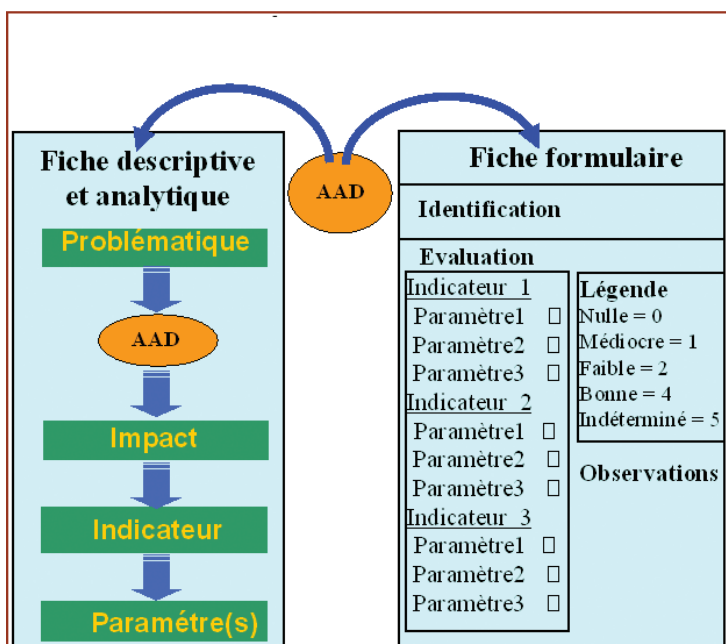 Fiche descriptive
et analytique
Problématique
AAD
Impact
Indicateur
Paramétre(s)
AAD
Fiche formulaire
Identification
Evaluation
Indicateur 1
Paramètre1 □
Paramètre2 □
Paramètre3 □
Indicateur 2
Paramètre1 □
Paramètre2 □
Paramètre3 □
Indicateur 3
Paramètre1 □
Paramètre2 □
Paramètre3 □
Légende
Nulle = 0
Médiocre = 1
Faible = 2
Bonne = 4
Indéterminé = 5
Observations